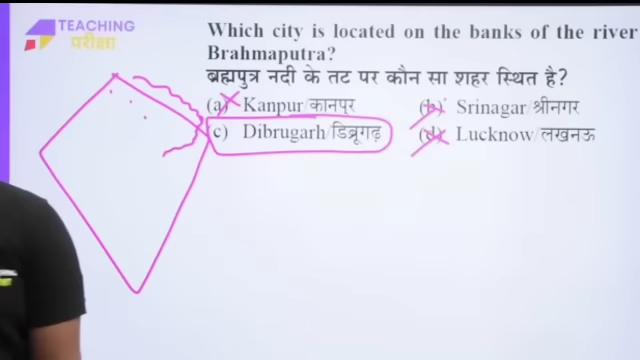 TEACHING
परीक्षा
Which city is located on the banks of the river
Brahmaputra?
ब्रह्मपुत्र नदी के तट पर कौन सा शहर स्थित है?
(a) Kanpur/कानपुर (b) Srinagar/श्रीनगर
(c) Dibrugarh/डिब्रूगढ़ (d) Lucknow/लखनऊ